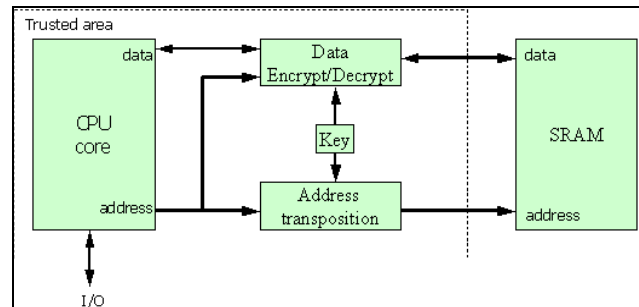 Trusted area
data
CPU
core
address
I/O
Data
Encrypt/Decrypt
Key
Address
transposition
data
SRAM
address